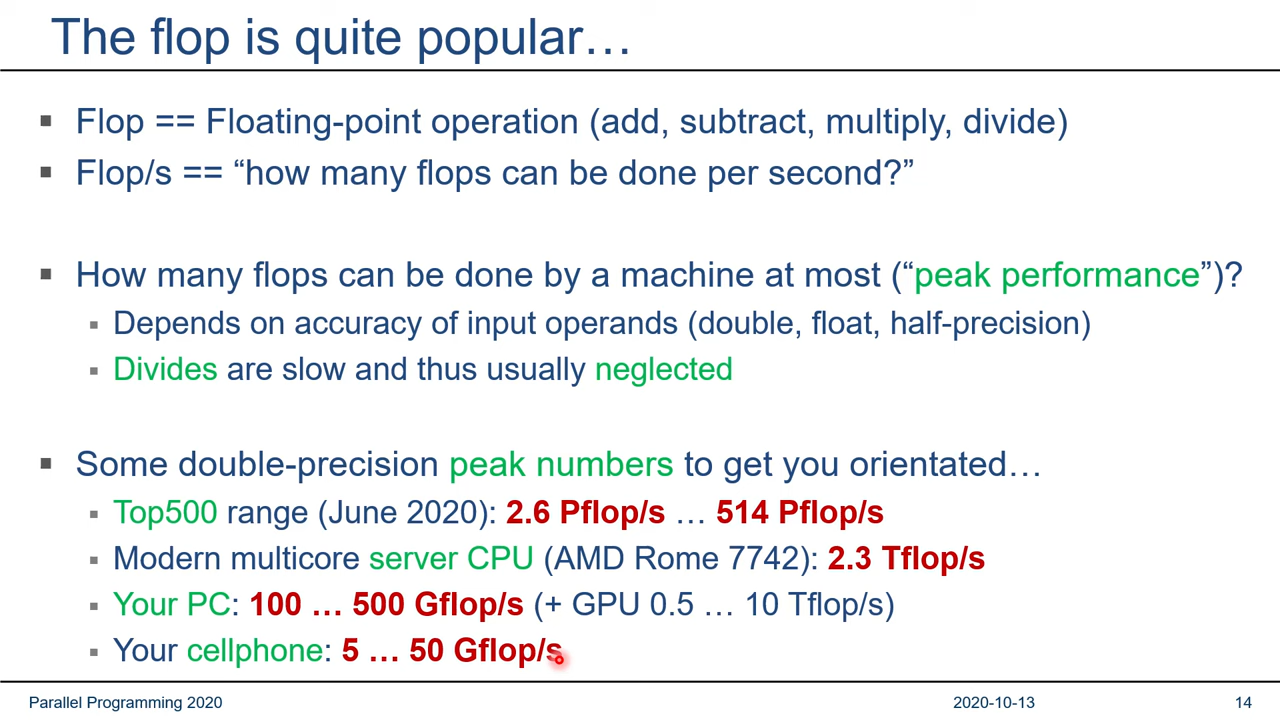 The flop is quite popular…
▪ Flop == Floating-point operation (add, subtract, multiply, divide)
▪ Flop/s == “how many flops can be done per second?”
▪ How many flops can be done by a machine at most (“peak performance”)?
▪ Depends on accuracy of input operands (double, float, half-precision)
▪ Divides are slow and thus usually neglected
▪ Some double-precision peak numbers to get you orientated…
▪ Top500 range (June 2020): 2.6 Pflop/s … 514 Pflop/s
▪ Modern multicore server CPU (AMD Rome 7742): 2.3 Tflop/s
▪ Your PC: 100 … 500 Gflop/s (+ GPU 0.5 … 10 Tflop/s)
▪ Your cellphone: 5 … 50 Gflop/s
Parallel Programming 2020
2020-10-13
14